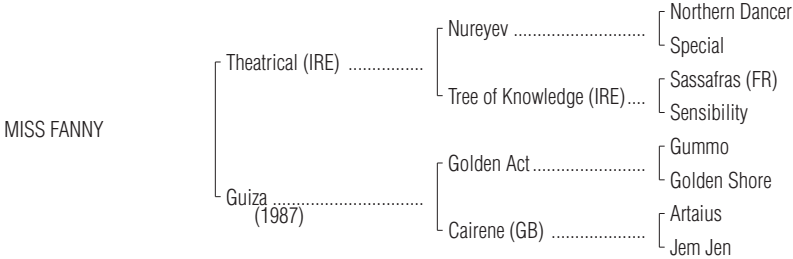 Northern Dancer
Nureyev ............................
Special
Theatrical (IRE) ................
Sassafras (FR)
Tree of Knowledge (IRE)....
Sensibility
MISS FANNY
Gummo
Golden Act........................
Golden Shore
Guiza ................................
(1987)
Artaius
Cairene (GB) ....................
Jem Jen